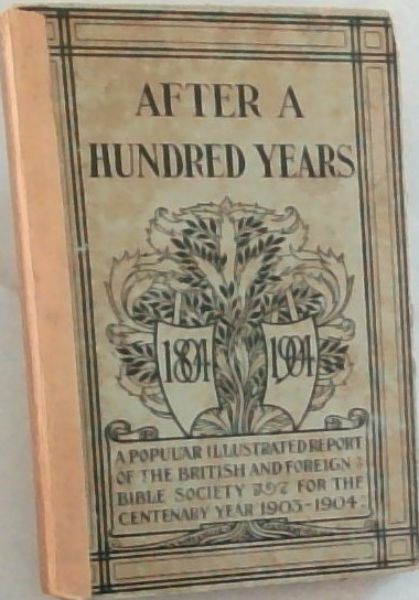 AFTER A
HUNDRED YEARS
1804 1904
A POPULAR ILLUSTRATED REPORT
OF THE BRITISH AND FOREIGN
BIBLE SOCIETY FOR THE
CENTENARY YEAR 1903-1904